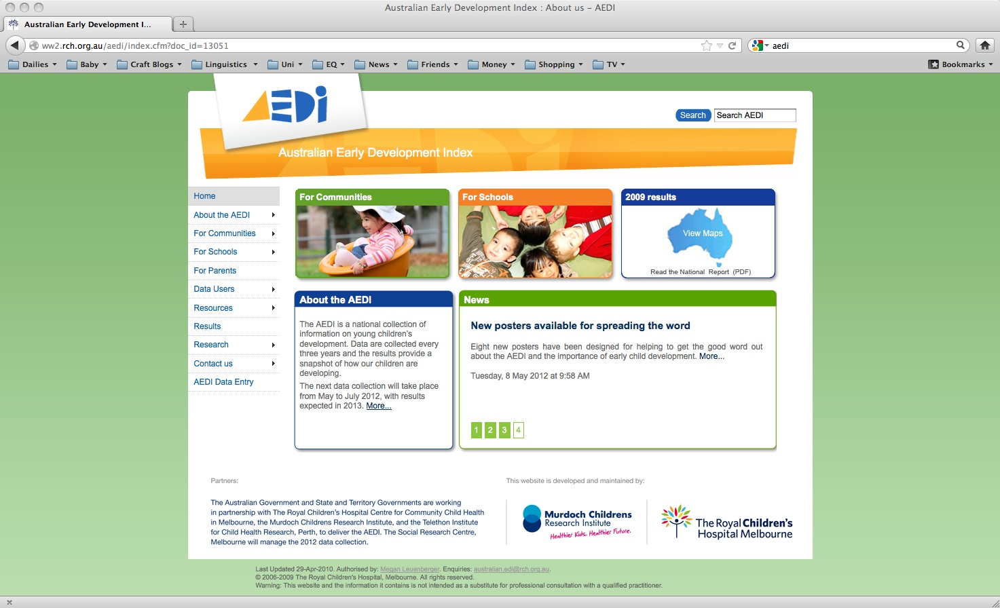 Australian Early Development Index : About us – AEDI
Australian Early Development I...
ww2.rch.org.au/aedi/index.cfm?doc_id=13051
aedi
Dailies
Baby
Craft Blogs
Linguistics
Uni
EQ
News
Friends
Money
Shopping
TV
Bookmarks
AEDi
Search
Search AEDI
Australian Early Development Index
Home
About the AEDI
For Communities
For Schools
For Parents
Data Users
Resources
Results
Research
Contact us
AEDI Data Entry
For Communities
For Schools
2009 results
View Maps
Read the National Report (PDF)
About the AEDI
The AEDI is a national collection of
information on young children's
development. Data are collected every
three years and the results provide a
snapshot of how our children are
developing.
The next data collection will take place
from May to July 2012, with results
expected in 2013. More...
News
New posters available for spreading the word
Eight new posters have been designed for helping to get the good word out
about the AEDI and the importance of early child development. More...
Tuesday, 8 May 2012 at 9:58 AM
1 2 3 4
Partners:
The Australian Government and State and Territory Governments are working
in partnership with The Royal Children's Hospital Centre for Community Child Health
in Melbourne, the Murdoch Childrens Research Institute, and the Telethon Institute
for Child Health Research, Perth, to deliver the AEDI. The Social Research Centre,
Melbourne will manage the 2012 data collection.
This website is developed and maintained by:
Murdoch Childrens
Research Institute
Healthier Kids. Healthier Future.
The Royal Children's
Hospital Melbourne
Last Updated 29-Apr-2010. Authorised by: Megan Leuenberger. Enquiries: australian.edi@rch.org.au.
© 2006-2009 The Royal Children's Hospital, Melbourne. All rights reserved.
Warning: This website and the information it contains is not intended as a substitute for professional consultation with a qualified practitioner.